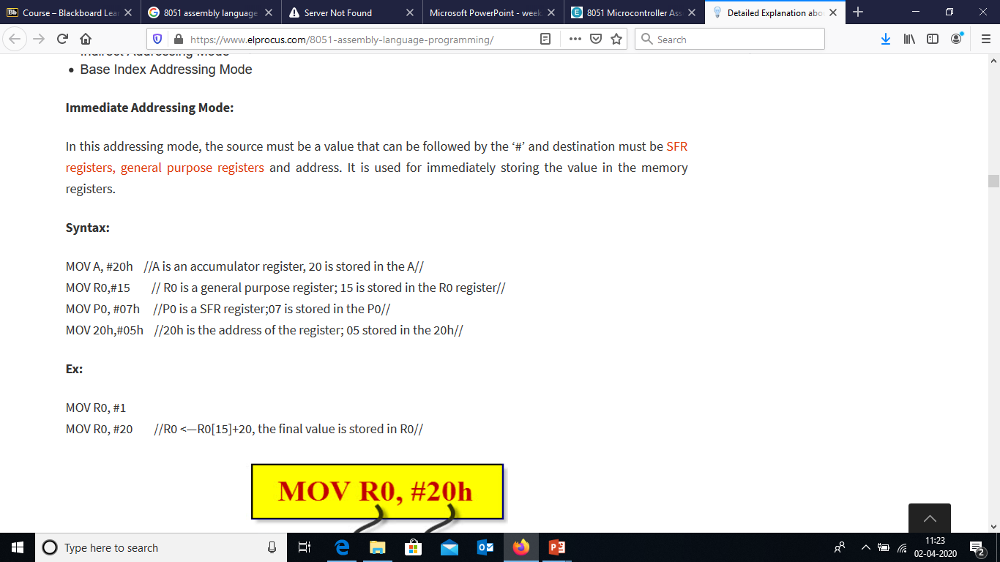 Course – Blackboard Lear
8051 assembly language
Server Not Found
Microsoft PowerPoint - week
8051 Microcontroller Ass
Detailed Explanation abo
https://www.elprocus.com/8051-assembly-language-programming/
Search
Indirect Addressing Mode
• Base Index Addressing Mode
Immediate Addressing Mode:
In this addressing mode, the source must be a value that can be followed by the ‘#’ and destination must be SFR
registers, general purpose registers and address. It is used for immediately storing the value in the memory
registers.
Syntax:
MOV A, #20h //A is an accumulator register, 20 is stored in the A//
MOV R0,#15 // R0 is a general purpose register; 15 is stored in the R0 register//
MOV P0, #07h //P0 is a SFR register;07 is stored in the P0//
MOV 20h,#05h //20h is the address of the register; 05 stored in the 20h//
Ex:
MOV R0, #1
MOV R0, #20 //R0 <—R0[15]+20, the final value is stored in R0//
MOV R0, #20h
Type here to search
11:23
02-04-2020
2